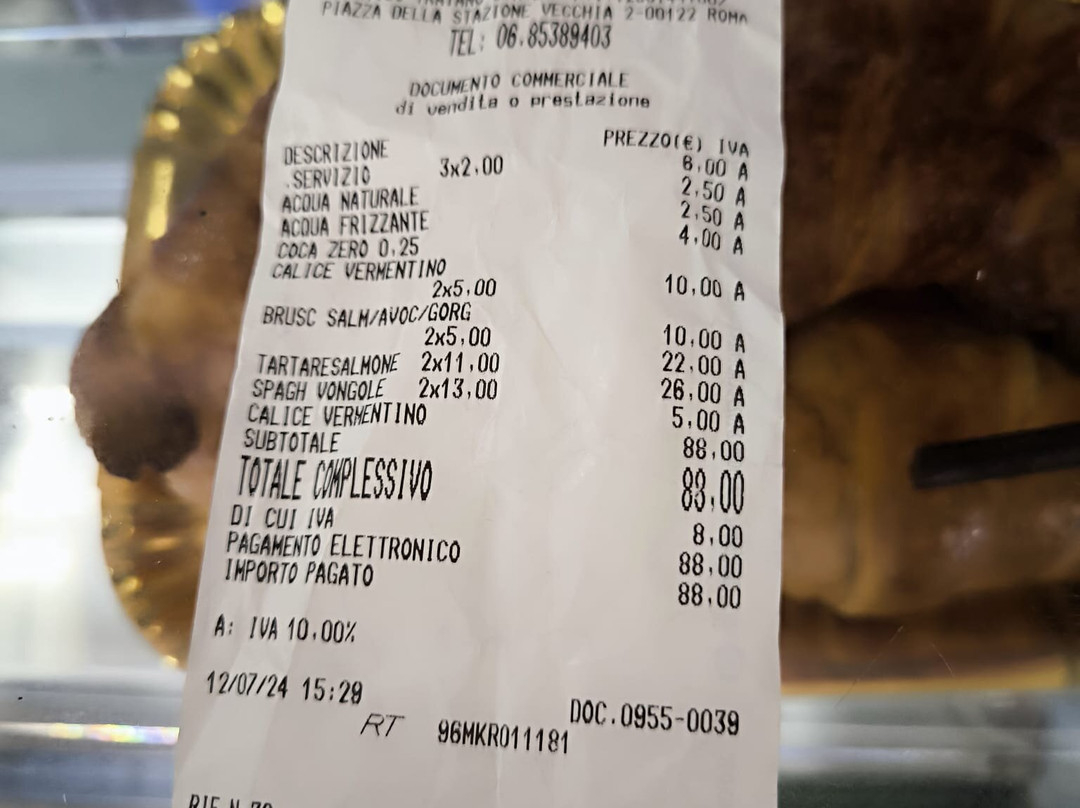 PIAZZA DELLA STAZIONE VECCHIA 2-00122 ROMA
TEL: 06.85389403
DOCUMENTO COMMERCIALE
di vendita o prestazione
DESCRIZIONE PREZZO(€) IVA
.SERVIZIO 3x2,00 6,00 A
ACQUA NATURALE 2,50 A
ACQUA FRIZZANTE 2,50 A
COCA ZERO 0,25 4,00 A
CALICE VERMENTINO
2x5,00 10,00 A
BRUSC SALM/AVOC/GORG
2x5,00 10,00 A
TARTARESALMONE 2x11,00 22,00 A
SPAGH VONGOLE 2x13,00 26,00 A
CALICE VERMENTINO 5,00 A
SUBTOTALE 88,00
TOTALE COMPLESSIVO 88,00
DI CUI IVA 8,00
PAGAMENTO ELETTRONICO 88,00
IMPORTO PAGATO 88,00
A: IVA 10,00%
12/07/24 15:29
DOC.0955-0039
RT 96MKR011181